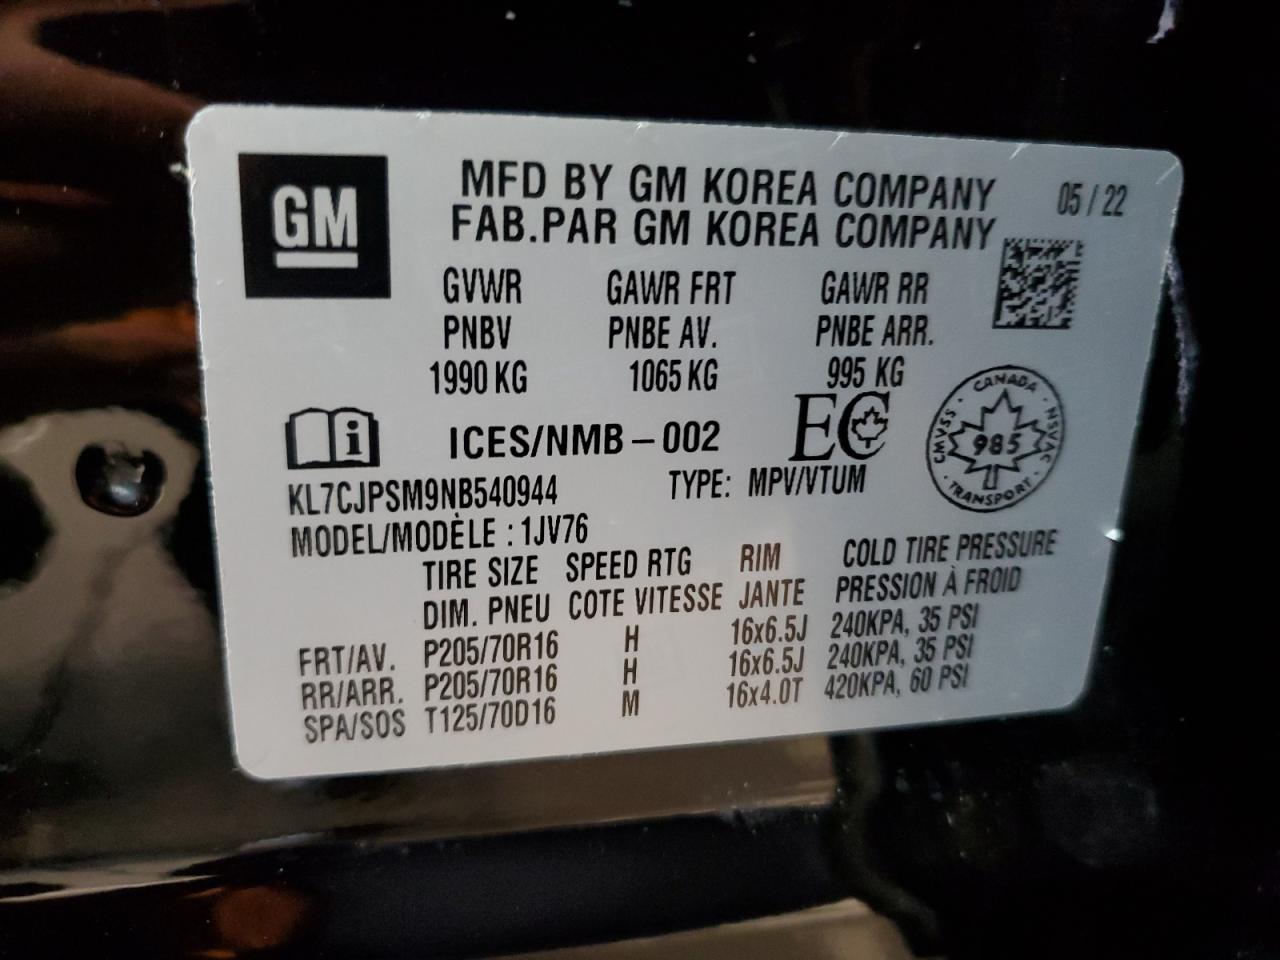 GM
MFD BY GM KOREA COMPANY 05 / 22
FAB.PAR GM KOREA COMPANY
GVWR GAWR FRT GAWR RR
PNBV PNBE AV. PNBE ARR.
1990 KG 1065 KG 995 KG
i ICES/NMB – 002 EC
CANADA CMVSS NSVAC 985 TRANSPORT
KL7CJPSM9NB540944 TYPE: MPV/VTUM
MODEL/MODÈLE : 1JV76
TIRE SIZE SPEED RTG RIM COLD TIRE PRESSURE
DIM. PNEU COTE VITESSE JANTE PRESSION À FROID
FRT/AV. P205/70R16 H 16x6.5J 240KPA, 35 PSI
RR/ARR. P205/70R16 H 16x6.5J 240KPA, 35 PSI
SPA/SOS T125/70D16 M 16x4.0T 420KPA, 60 PSI